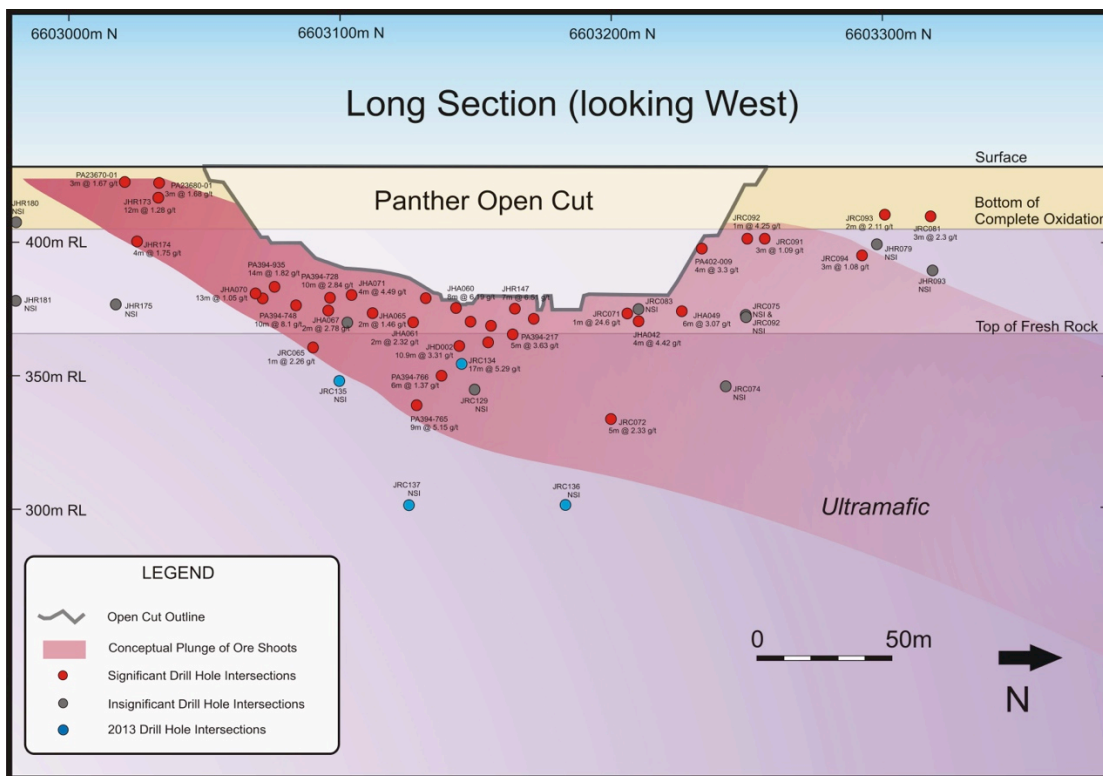 6603000m N
6603100m N
6603200m N
6603300m N
Long Section (looking West)
Surface
Panther Open Cut
Bottom of
Complete Oxidation
PA23670-01
3m @ 1.67 g/t
PA23680-01
3m @ 1.68 g/t
JHR173
12m @ 1.28 g/t
JHR180
NSI
400m RL
JHR174
4m @ 1.75 g/t
JRC092
1m @ 4.25 g/t
JRC091
3m @ 1.09 g/t
JRC093
2m @ 2.11 g/t
JRC081
3m @ 2.3 g/t
PA402-009
4m @ 3.3 g/t
JRC094
3m @ 1.08 g/t
JHR079
NSI
JHR093
NSI
PA394-935
14m @ 1.82 g/t
PA394-728
10m @ 2.84 g/t
JHA071
4m @ 4.49 g/t
JHA060
8m @ 6.19 g/t
JHR147
7m @ 6.51 g/t
JHA070
13m @ 1.05 g/t
JHR181
NSI
JHR175
NSI
PA394-748
10m @ 8.1 g/t
JHA067
2m @ 2.78 g/t
JHA065
2m @ 1.46 g/t
JHA061
2m @ 2.32 g/t
JRC083
NSI
JRC071
1m @ 24.6 g/t
JHA042
4m @ 4.42 g/t
JHA049
6m @ 3.07 g/t
JRC075
NSI &
JRC092
NSI
Top of Fresh Rock
PA394-217
5m @ 3.63 g/t
JHD002
10.9m @ 3.31 g/t
JRC134
17m @ 5.29 g/t
JRC065
1m @ 2.26 g/t
350m RL
JRC135
NSI
PA394-766
6m @ 1.37 g/t
JRC129
NSI
JRC074
NSI
PA394-765
9m @ 5.15 g/t
JRC072
5m @ 2.33 g/t
JRC137
NSI
JRC136
NSI
300m RL
Ultramafic
LEGEND
Open Cut Outline
Conceptual Plunge of Ore Shoots
Significant Drill Hole Intersections
Insignificant Drill Hole Intersections
2013 Drill Hole Intersections
0
50m
N